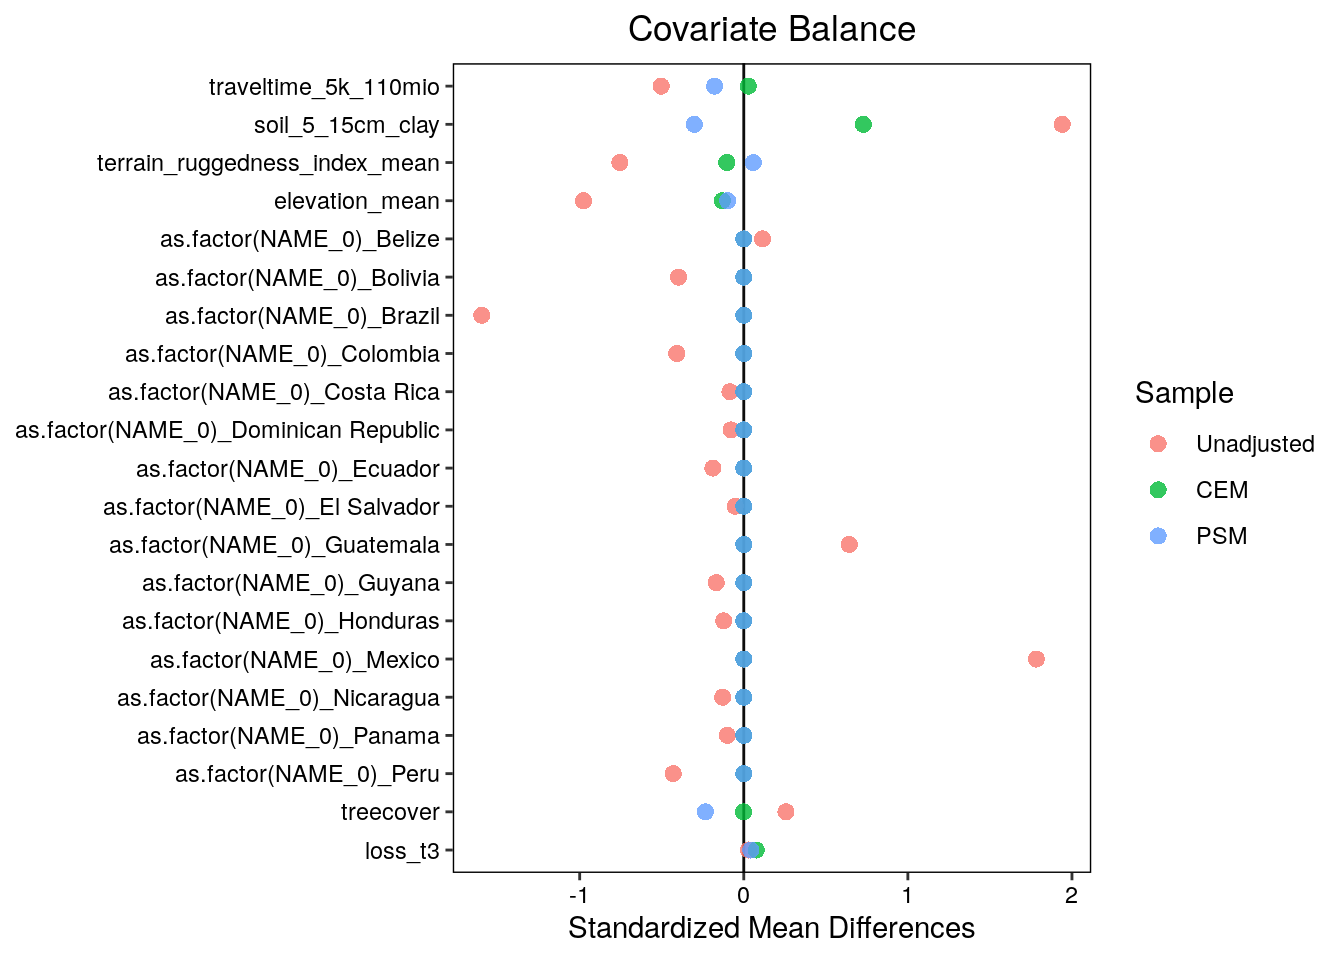 Covariate Balance
traveltime_5k_110mio
soil_5_15cm_clay
terrain_ruggedness_index_mean
elevation_mean
as.factor(NAME_0)_Belize
as.factor(NAME_0)_Bolivia
as.factor(NAME_0)_Brazil
as.factor(NAME_0)_Colombia
as.factor(NAME_0)_Costa Rica
as.factor(NAME_0)_Dominican Republic
as.factor(NAME_0)_Ecuador
as.factor(NAME_0)_El Salvador
as.factor(NAME_0)_Guatemala
as.factor(NAME_0)_Guyana
as.factor(NAME_0)_Honduras
as.factor(NAME_0)_Mexico
as.factor(NAME_0)_Nicaragua
as.factor(NAME_0)_Panama
as.factor(NAME_0)_Peru
treecover
loss_t3
-1 0 1 2
Standardized Mean Differences
Sample
Unadjusted
CEM
PSM